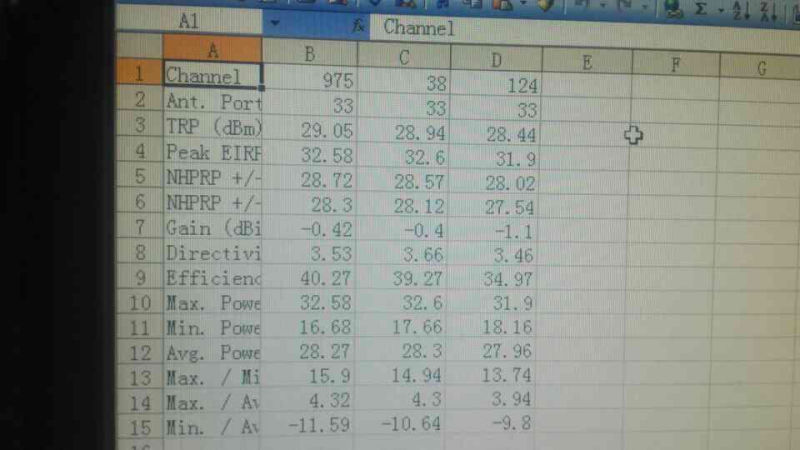 A1 fx Channel
A B C D E F G
1 Channel 975 38 124
2 Ant. Port 33 33 33
3 TRP (dBm) 29.05 28.94 28.44
4 Peak EIRP 32.58 32.6 31.9
5 NHPRP +/- 28.72 28.57 28.02
6 NHPRP +/- 28.3 28.12 27.54
7 Gain (dBi -0.42 -0.4 -1.1
8 Directivi 3.53 3.66 3.46
9 Efficienc 40.27 39.27 34.97
10 Max. Powe 32.58 32.6 31.9
11 Min. Powe 16.68 17.66 18.16
12 Avg. Powe 28.27 28.3 27.96
13 Max. / Mi 15.9 14.94 13.74
14 Max. / Av 4.32 4.3 3.94
15 Min. / Av -11.59 -10.64 -9.8